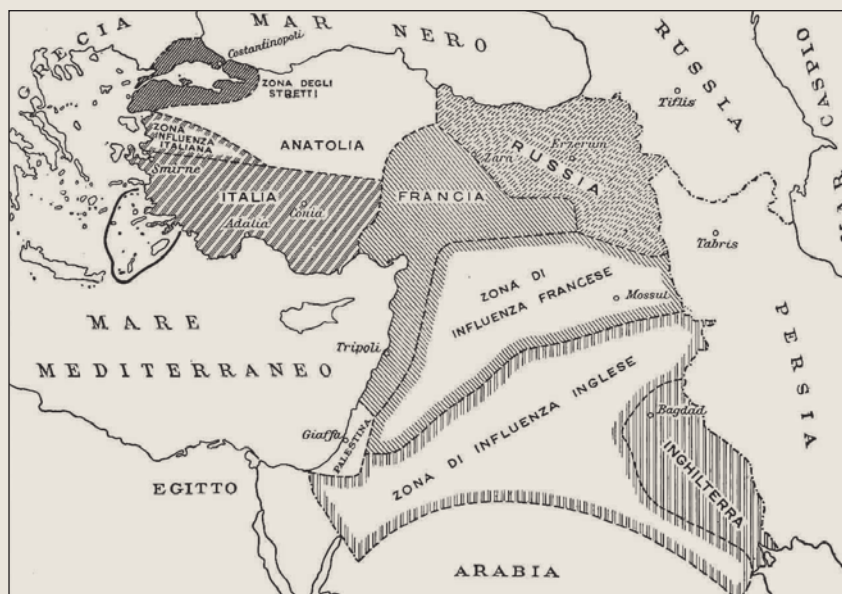 GRECIA
MAR NERO
RUSSIA
CASPIO
MAR
Costantinopoli
ZONA DEGLI
STRETTI
Tiflis
ZONA
INFLUENZA
ITALIANA
ANATOLIA
Erzerum
Zara
RUSSIA
Smirne
ITALIA
FRANCIA
Conia
Adalia
Tabris
ZONA DI
INFLUENZA FRANCESE
Mossul
MARE
MEDITERRANEO
Tripoli
PERSIA
ZONA DI INFLUENZA INGLESE
Bagdad
Giaffa
PALESTINA
INGHILTERRA
EGITTO
ARABIA